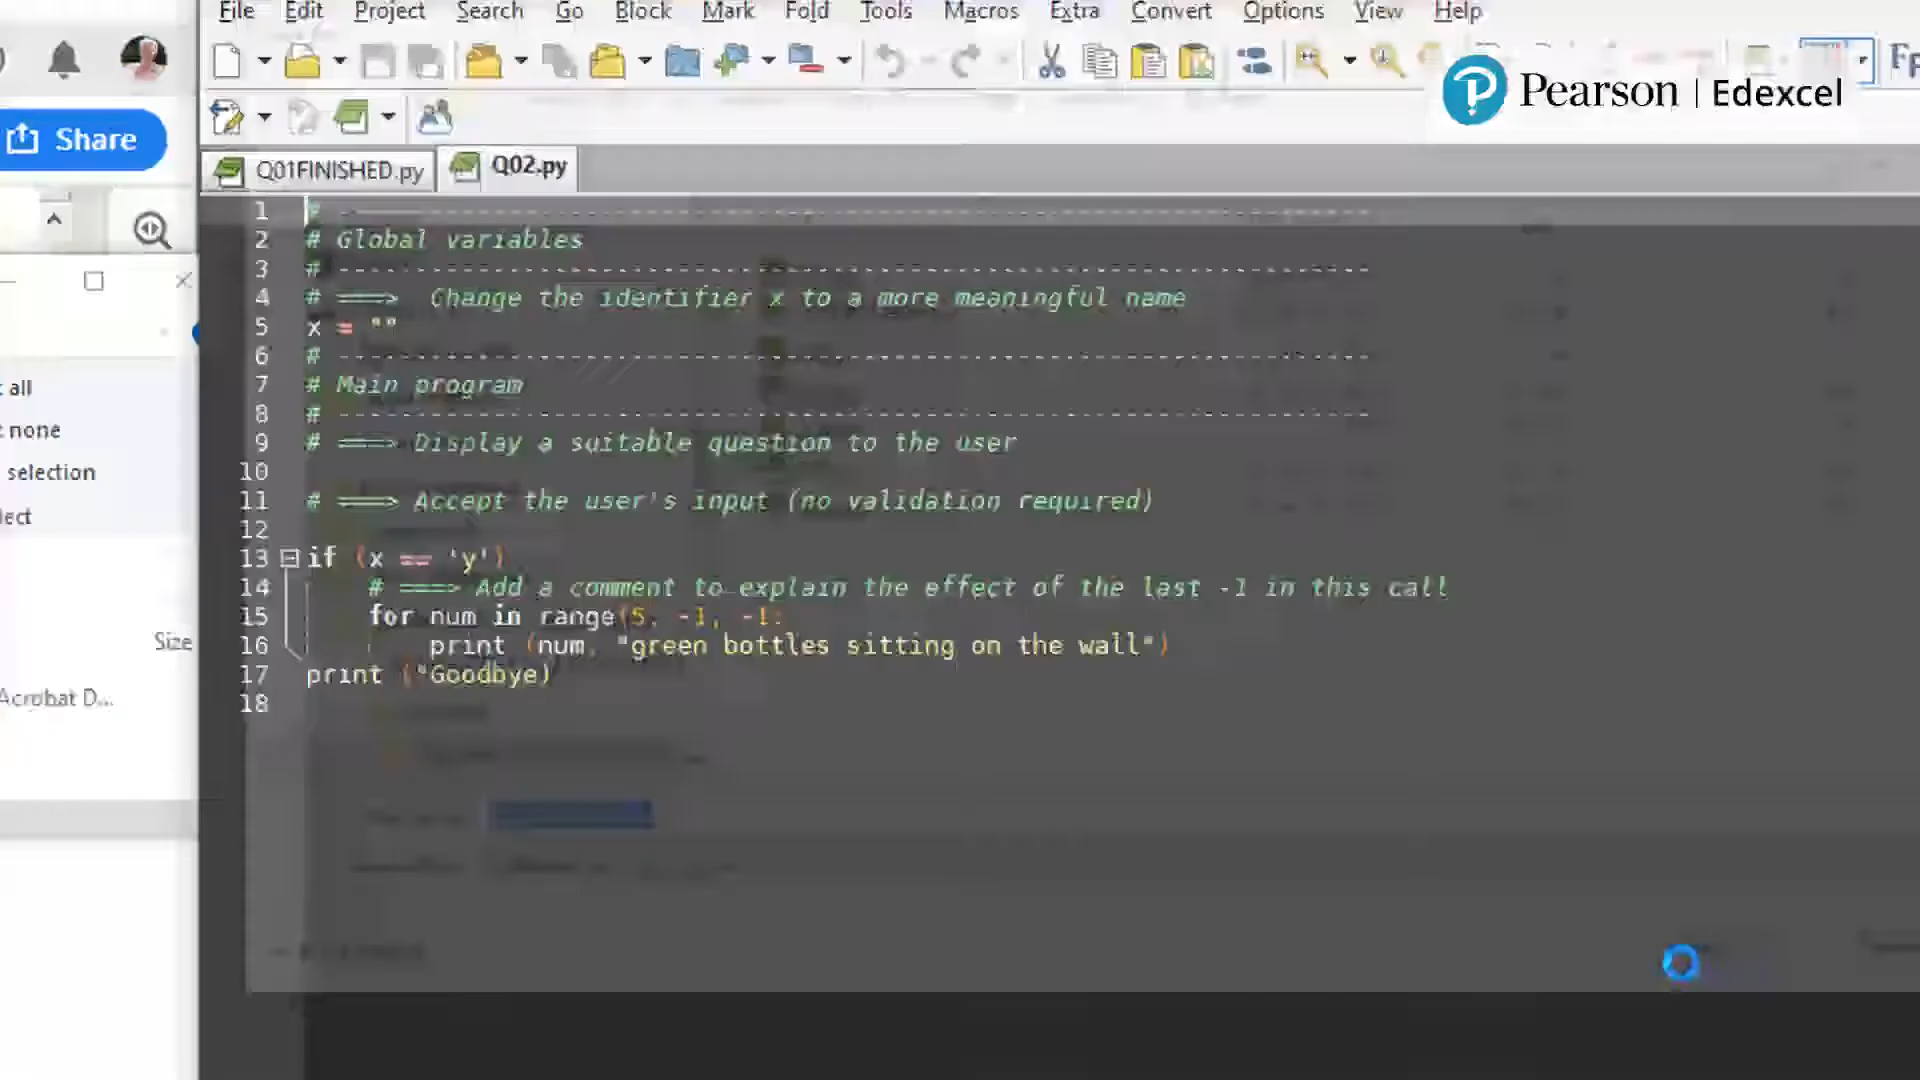 File Edit Project Search Go Block Mark Fold Tools Macros Extra Convert Options View Help
Pearson | Edexcel
Share
Q01FINISHED.py Q02.py
1 # ------------------------------------------------------------------
2 # Global variables
3 # ------------------------------------------------------------------
4 # ===> Change the identifier x to a more meaningful name
5 x = ""
6 # ------------------------------------------------------------------
7 # Main program
8 # ------------------------------------------------------------------
9 # ===> Display a suitable question to the user
10
11 # ===> Accept the user's input (no validation required)
12
13 if (x == 'y')
14 # ===> Add a comment to explain the effect of the last -1 in this call
15 for num in range(5, -1, -1:
16 print (num, "green bottles sitting on the wall")
17 print ("Goodbye)
18
all
none
selection
Size
Acrobat D...